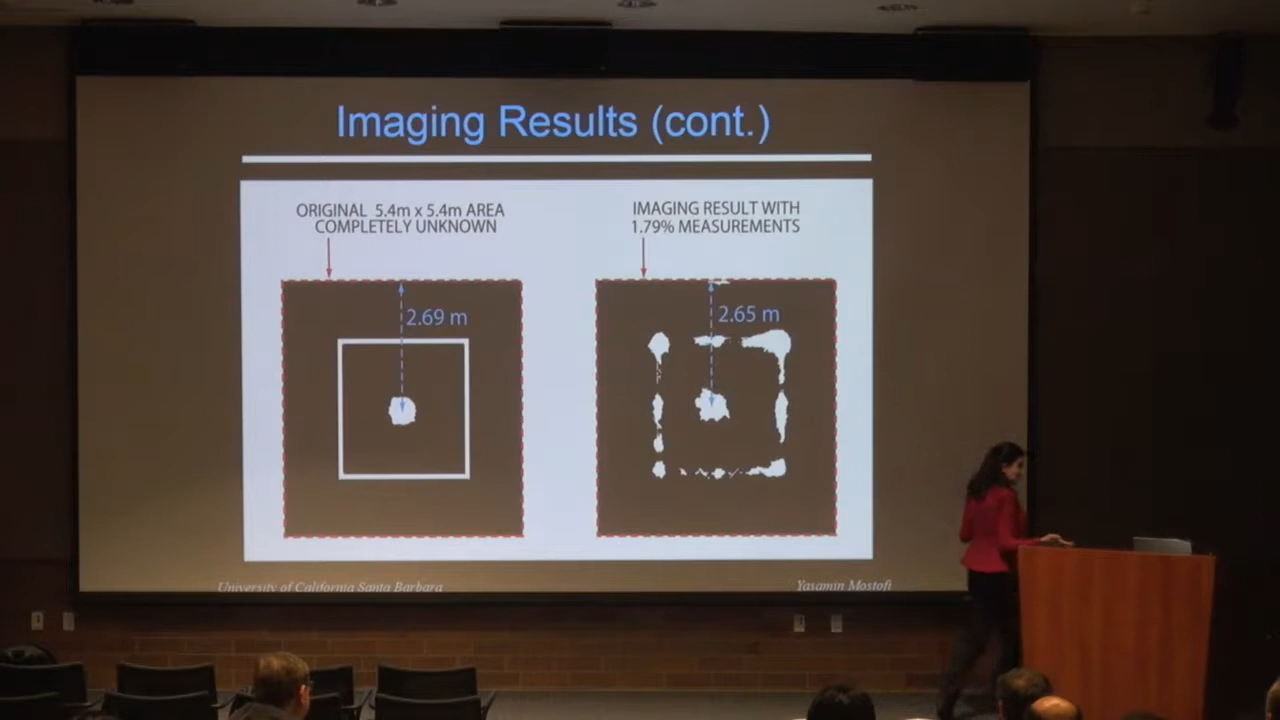 Imaging Results (cont.)
ORIGINAL 5.4m x 5.4m AREA
COMPLETELY UNKNOWN
IMAGING RESULT WITH
1.79% MEASUREMENTS
2.69 m
2.65 m
University of California Santa Barbara
Yasamin Mostofi